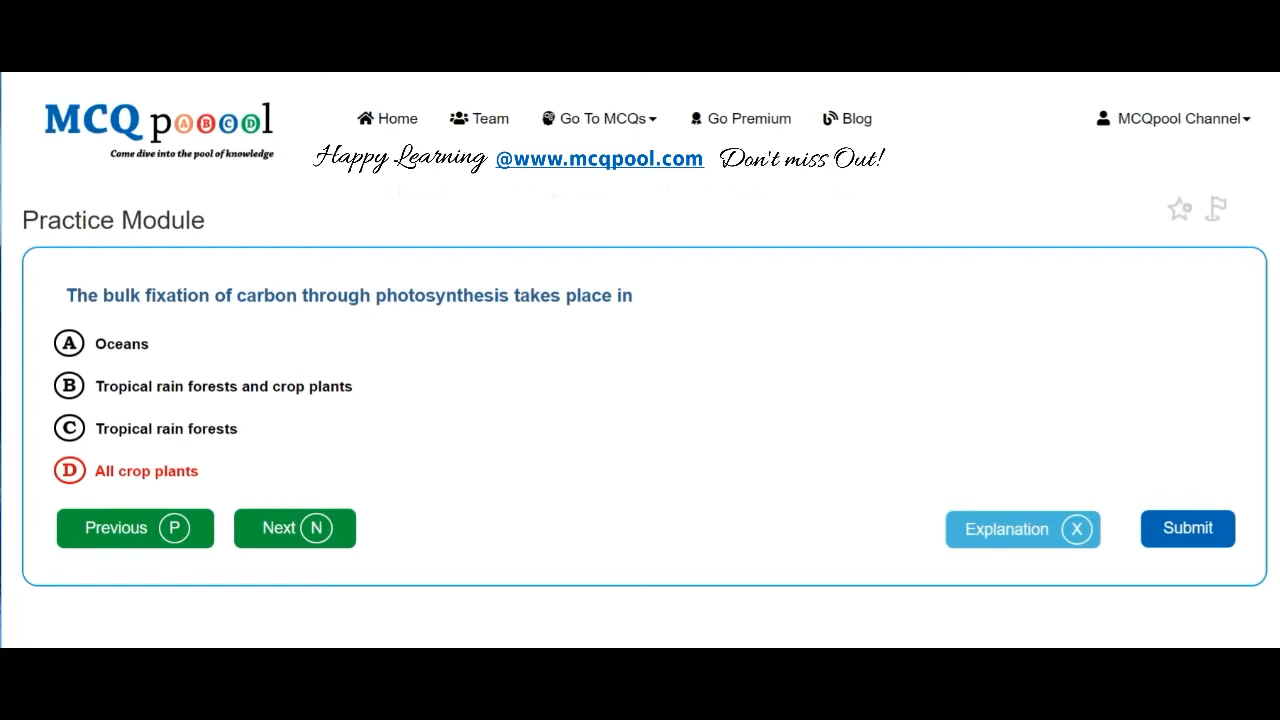 MCQ pABCDl
Come dive into the pool of knowledge
Home Team Go To MCQs Go Premium Blog MCQpool Channel
Happy Learning @www.mcqpool.com Don't miss Out!
Practice Module
The bulk fixation of carbon through photosynthesis takes place in
A Oceans
B Tropical rain forests and crop plants
C Tropical rain forests
D All crop plants
Previous P Next N Explanation X Submit